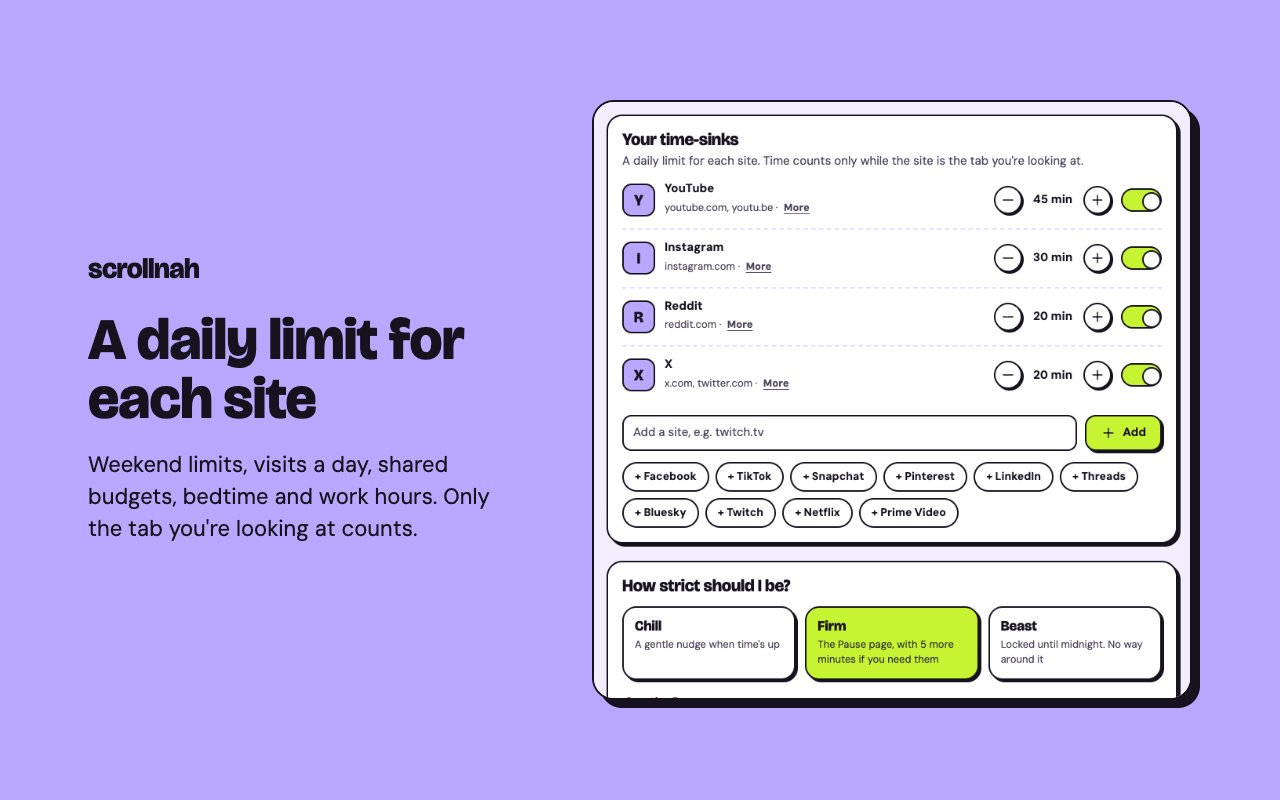 scrollnah
A daily limit for
each site
Weekend limits, visits a day, shared
budgets, bedtime and work hours. Only
the tab you're looking at counts.
Your time-sinks
A daily limit for each site. Time counts only while the site is the tab you're looking at.
Y
YouTube
youtube.com, youtu.be · More
− 45 min +
I
Instagram
instagram.com · More
− 30 min +
R
Reddit
reddit.com · More
− 20 min +
X
X
x.com, twitter.com · More
− 20 min +
Add a site, e.g. twitch.tv
+ Add
+ Facebook + TikTok + Snapchat + Pinterest + LinkedIn + Threads
+ Bluesky + Twitch + Netflix + Prime Video
How strict should I be?
Chill
A gentle nudge when time's up
Firm
The Pause page, with 5 more
minutes if you need them
Beast
Locked until midnight. No way
around it